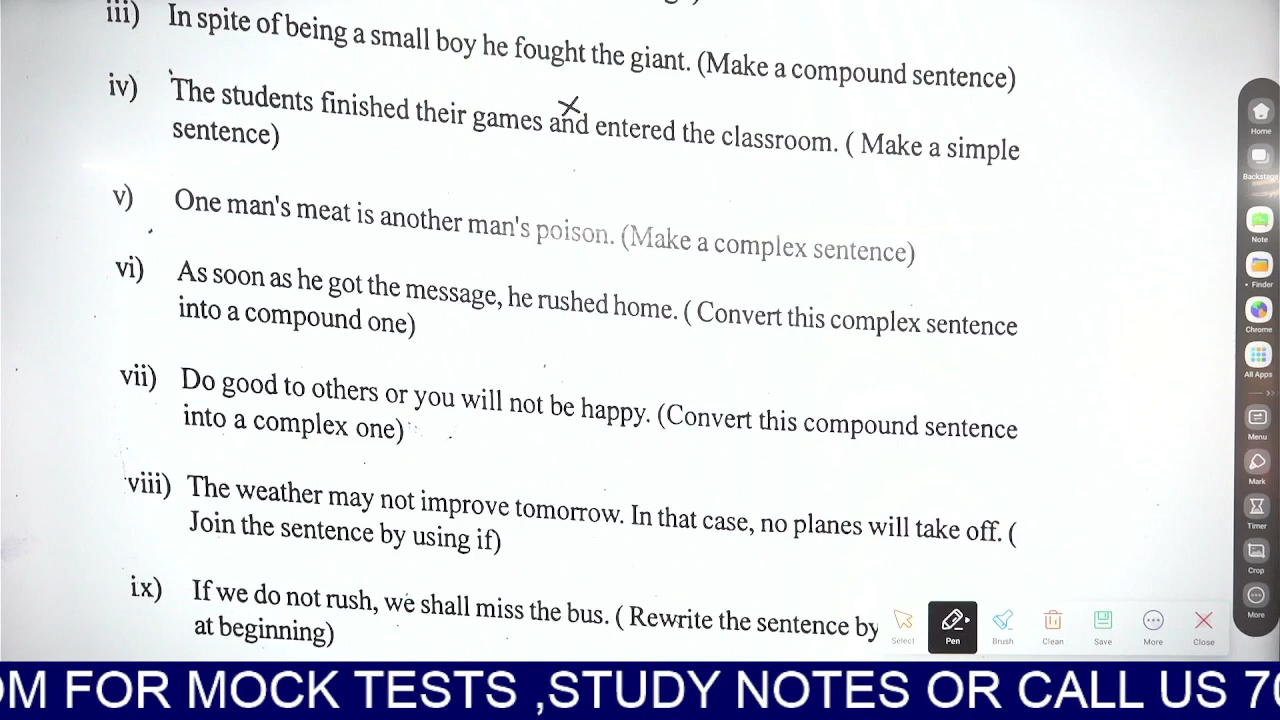 iii) In spite of being a small boy he fought the giant. (Make a compound sentence)
iv) The students finished their games and entered the classroom. ( Make a simple
sentence)
v) One man's meat is another man's poison. (Make a complex sentence)
vi) As soon as he got the message, he rushed home. ( Convert this complex sentence
into a compound one)
vii) Do good to others or you will not be happy. (Convert this compound sentence
into a complex one)
viii) The weather may not improve tomorrow. In that case, no planes will take off. (
Join the sentence by using if)
ix) If we do not rush, we shall miss the bus. ( Rewrite the sentence by
at beginning)
Home
Backstage
Note
Finder
Chrome
All Apps
Menu
Mark
Timer
Crop
More
Select
Pen
Brush
Clean
Save
More
Close
OM FOR MOCK TESTS ,STUDY NOTES OR CALL US 70